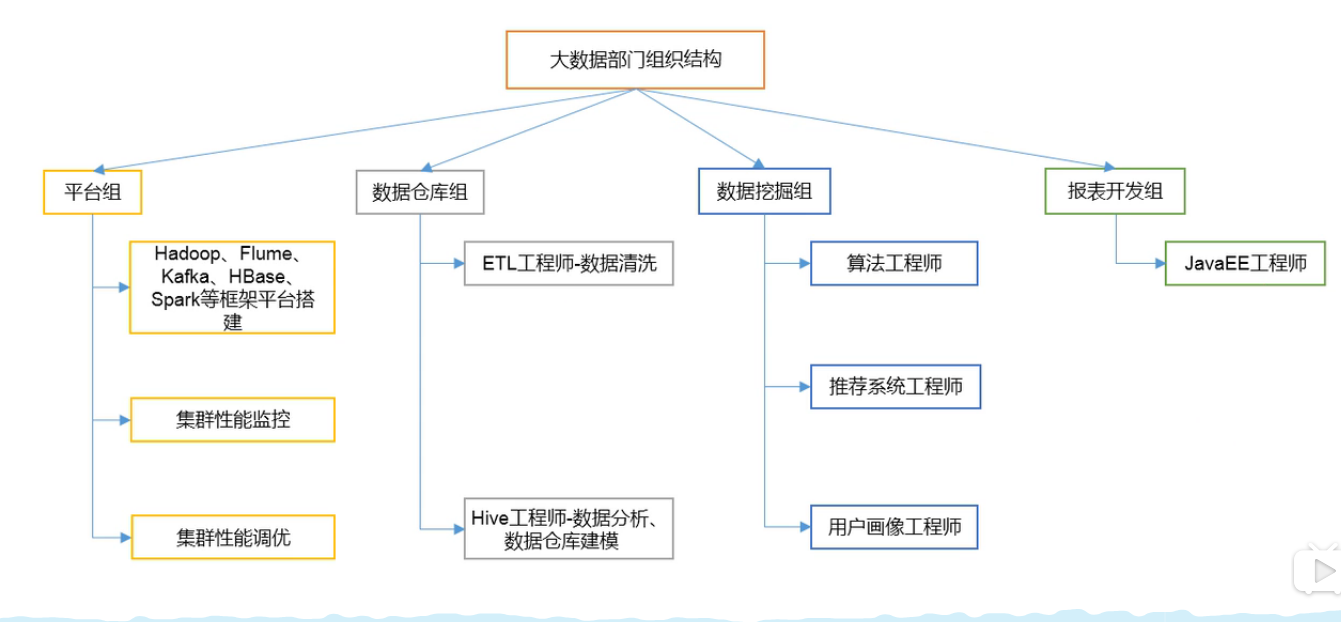 大数据部门组织结构
平台组
数据仓库组
数据挖掘组
报表开发组
Hadoop、Flume、
Kafka、HBase、
Spark等框架平台搭
建
ETL工程师-数据清洗
算法工程师
JavaEE工程师
推荐系统工程师
集群性能监控
集群性能调优
Hive工程师-数据分析、
数据仓库建模
用户画像工程师